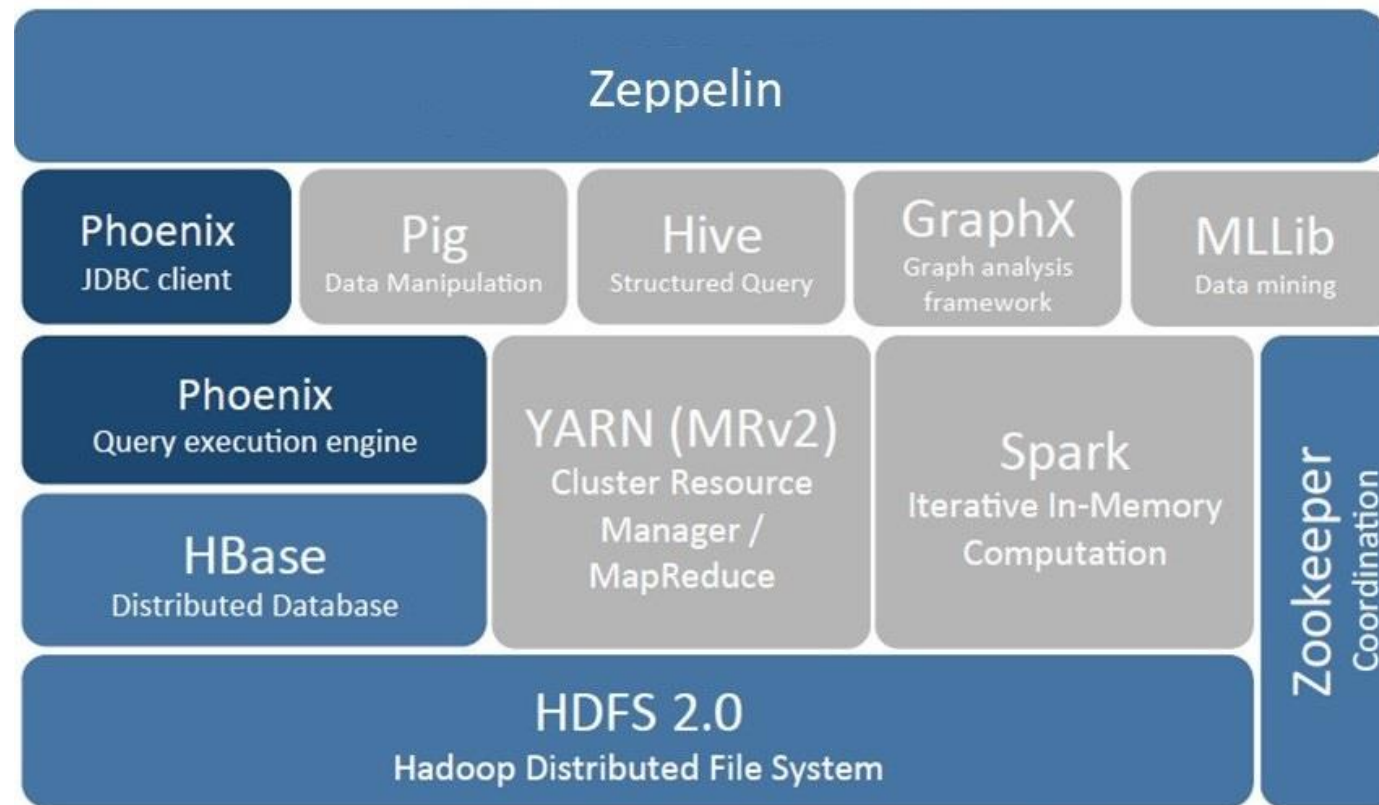 Zeppelin
Phoenix
JDBC client
Pig
Data Manipulation
Hive
Structured Query
GraphX
Graph analysis
framework
MLLib
Data mining
Phoenix
Query execution engine
HBase
Distributed Database
YARN (MRv2)
Cluster Resource
Manager /
MapReduce
Spark
Iterative In-Memory
Computation
Zookeeper
Coordination
HDFS 2.0
Hadoop Distributed File System